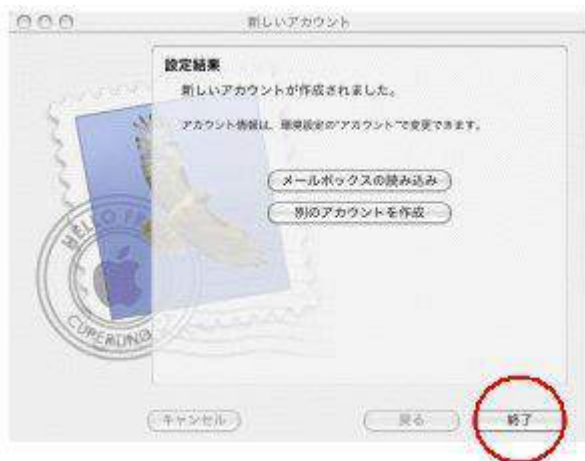 新しいアカウント
設定結果
新しいアカウントが作成されました。
アカウント情報は、環境設定の"アカウント"で変更できます。
メールボックスの読み込み
別のアカウントを作成
HELLO FR
CUPERTINO
キャンセル
戻る
終了